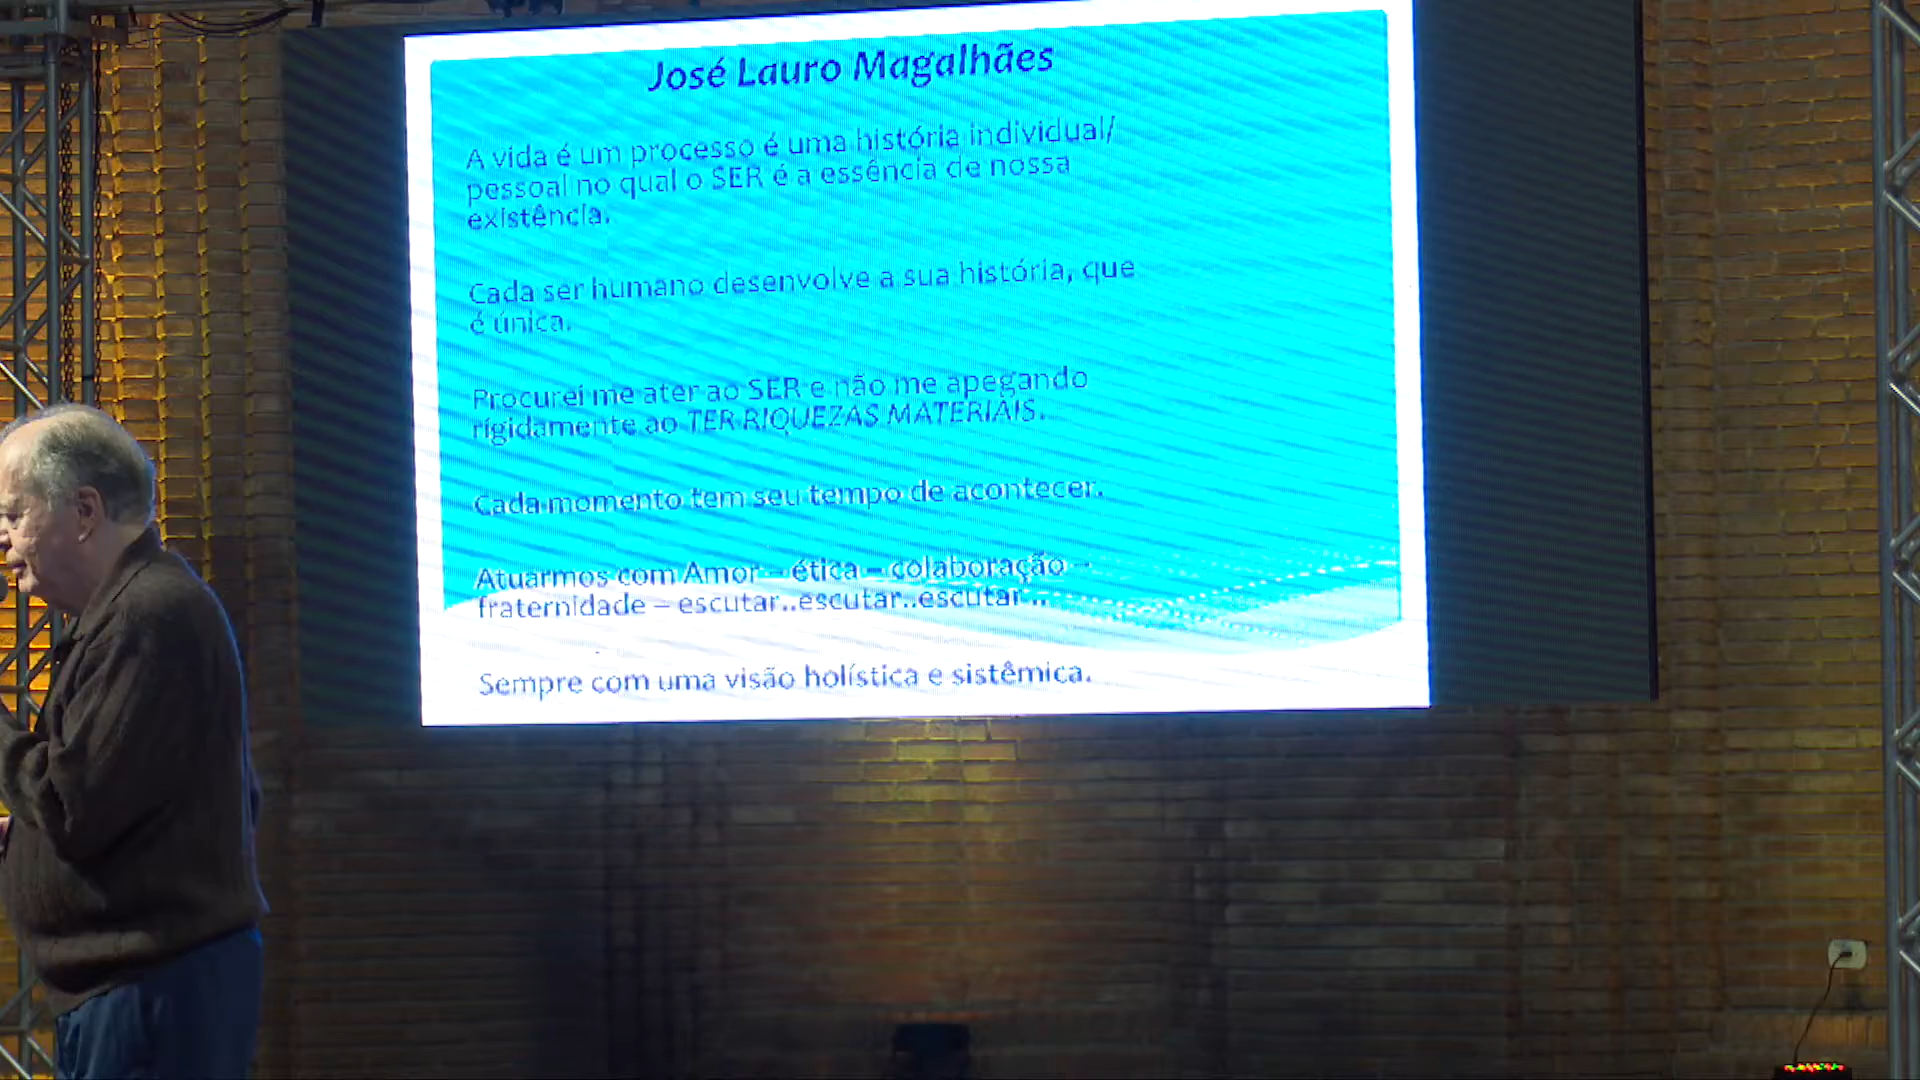 José Lauro Magalhães
A vida é um processo é uma história individual/
pessoal no qual o SER é a essência de nossa
existência.
Cada ser humano desenvolve a sua história, que
é única.
Procurei me ater ao SER e não me apegando
rígidamente ao TER RIQUEZAS MATERIAIS.
Cada momento tem seu tempo de acontecer.
Atuarmos com Amor – ética – colaboração –
fraternidade – escutar..escutar..escutar ..
Sempre com uma visão holística e sistêmica.